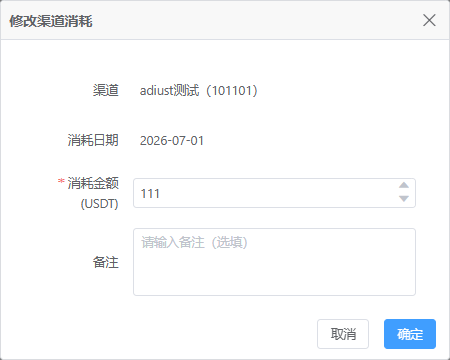 修改渠道消耗
渠道 adiust测试（101101）
消耗日期 2026-07-01
* 消耗金额
(USDT) 111
备注 请输入备注（选填）
取消 确定